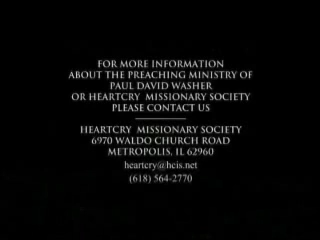 FOR MORE INFORMATION
ABOUT THE PREACHING MINISTRY OF
PAUL DAVID WASHER
OR HEARTCRY MISSIONARY SOCIETY
PLEASE CONTACT US
HEARTCRY MISSIONARY SOCIETY
6970 WALDO CHURCH ROAD
METROPOLIS, IL 62960
heartcry@hcis.net
(618) 564-2770